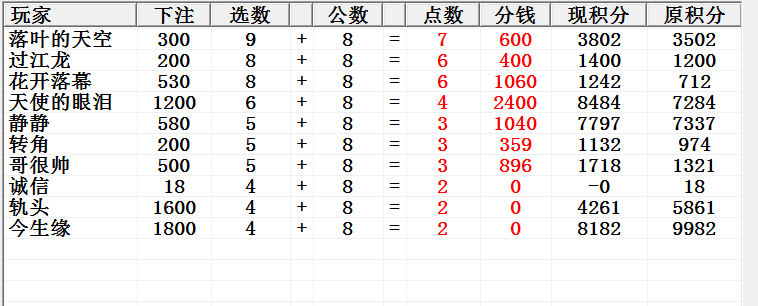 玩家 下注 选数 + 公数 = 点数 分钱 现积分 原积分
落叶的天空 300 9 + 8 = 7 600 3802 3502
过江龙 200 8 + 8 = 6 400 1400 1200
花开落幕 530 8 + 8 = 6 1060 1242 712
天使的眼泪 1200 6 + 8 = 4 2400 8484 7284
静静 580 5 + 8 = 3 1040 7797 7337
转角 200 5 + 8 = 3 359 1132 974
哥很帅 500 5 + 8 = 3 896 1718 1321
诚信 18 4 + 8 = 2 0 -0 18
轨头 1600 4 + 8 = 2 0 4261 5861
今生缘 1800 4 + 8 = 2 0 8182 9982